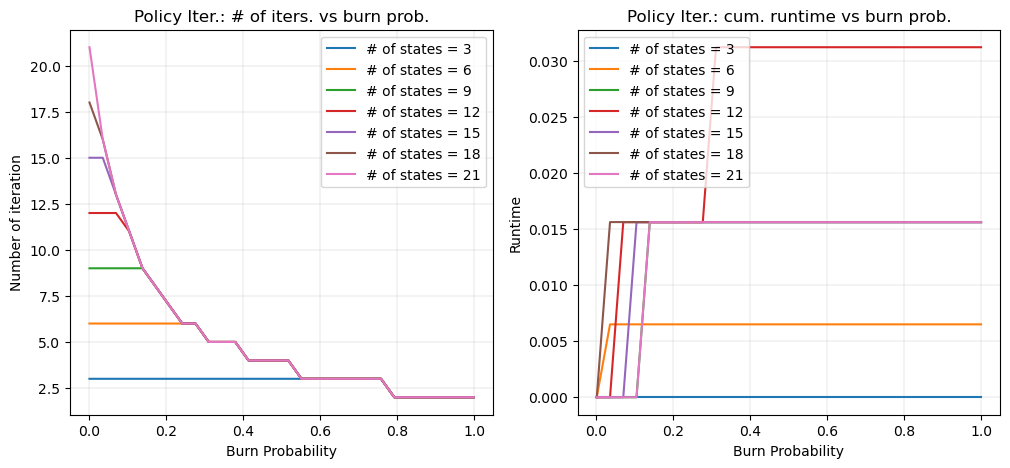 Policy Iter.: # of iters. vs burn prob.
Number of iteration
20.0
17.5
15.0
12.5
10.0
7.5
5.0
2.5
# of states = 3
# of states = 6
# of states = 9
# of states = 12
# of states = 15
# of states = 18
# of states = 21
0.0 0.2 0.4 0.6 0.8 1.0
Burn Probability
Policy Iter.: cum. runtime vs burn prob.
Runtime
0.030
0.025
0.020
0.015
0.010
0.005
0.000
# of states = 3
# of states = 6
# of states = 9
# of states = 12
# of states = 15
# of states = 18
# of states = 21
0.0 0.2 0.4 0.6 0.8 1.0
Burn Probability